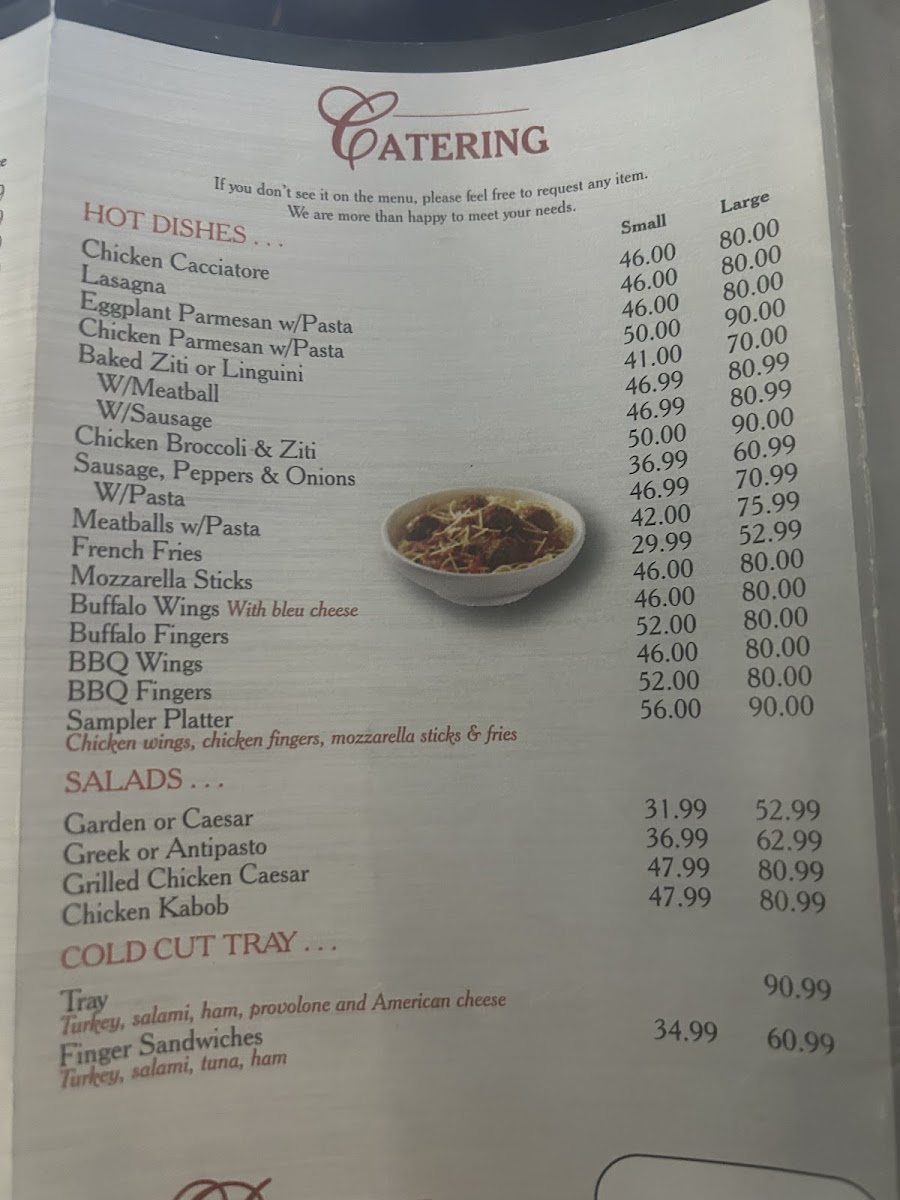 CATERING
If you don't see it on the menu, please feel free to request any item.
We are more than happy to meet your needs.
HOT DISHES . . . Small Large
Chicken Cacciatore 46.00 80.00
Lasagna 46.00 80.00
Eggplant Parmesan w/Pasta 46.00 80.00
Chicken Parmesan w/Pasta 50.00 90.00
Baked Ziti or Linguini 41.00 70.00
W/Meatball 46.99 80.99
W/Sausage 46.99 80.99
Chicken Broccoli & Ziti 50.00 90.00
Sausage, Peppers & Onions 36.99 60.99
W/Pasta 46.99 70.99
Meatballs w/Pasta 42.00 75.99
French Fries 29.99 52.99
Mozzarella Sticks 46.00 80.00
Buffalo Wings With bleu cheese 46.00 80.00
Buffalo Fingers 52.00 80.00
BBQ Wings 46.00 80.00
BBQ Fingers 52.00 80.00
Sampler Platter 56.00 90.00
Chicken wings, chicken fingers, mozzarella sticks & fries
SALADS . . .
Garden or Caesar 31.99 52.99
Greek or Antipasto 36.99 62.99
Grilled Chicken Caesar 47.99 80.99
Chicken Kabob 47.99 80.99
COLD CUT TRAY . . .
Tray 90.99
Turkey, salami, ham, provolone and American cheese
Finger Sandwiches 34.99 60.99
Turkey, salami, tuna, ham